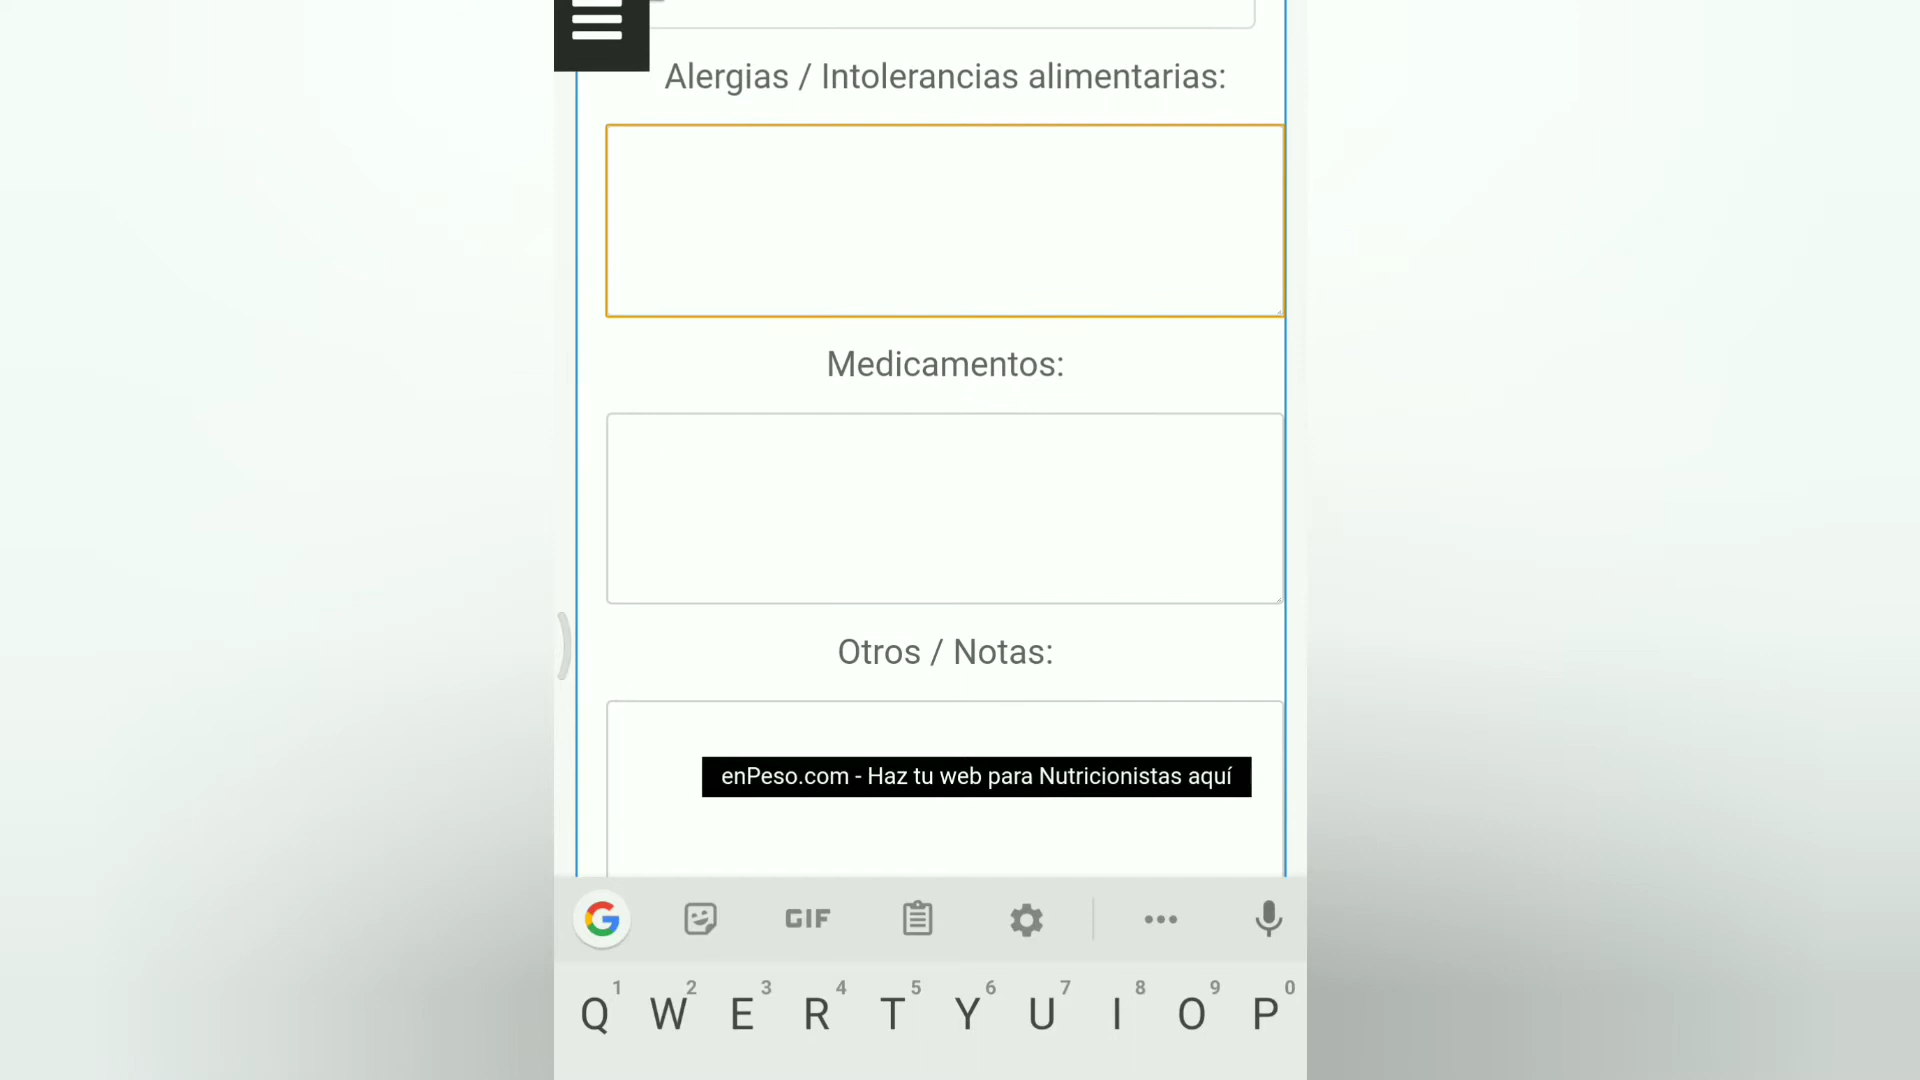 Alergias / Intolerancias alimentarias:
Medicamentos:
Otros / Notas:
enPeso.com - Haz tu web para Nutricionistas aquí
G GIF
1 2 3 4 5 6 7 8 9 0
Q W E R T Y U I O P